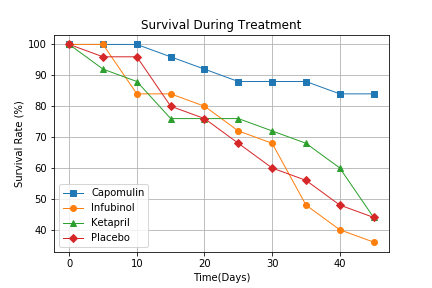 Survival During Treatment
100
90
80
70
60
50
40
Survival Rate (%)
Capomulin
Infubinol
Ketapril
Placebo
0
10
20
30
40
Time(Days)